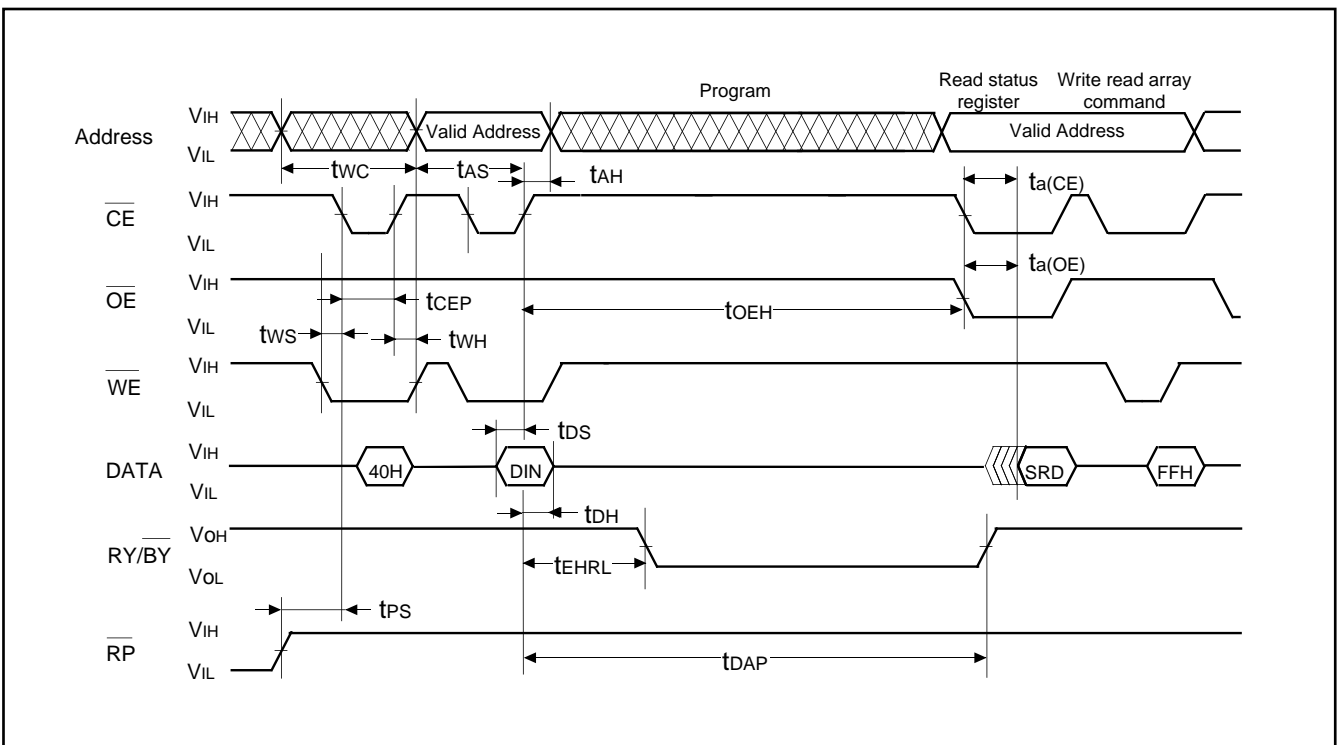 Program
Read status register
Write read array command
Address
VIH
VIL
Valid Address
Valid Address
tWC
tAS
tAH
CE
VIH
VIL
ta(CE)
OE
VIH
VIL
ta(OE)
tCEP
tOEH
tWS
tWH
WE
VIH
VIL
tDS
DATA
VIH
VIL
40H
DIN
SRD
FFH
tDH
RY/BY
VOH
VOL
tEHRL
tPS
RP
VIH
VIL
tDAP